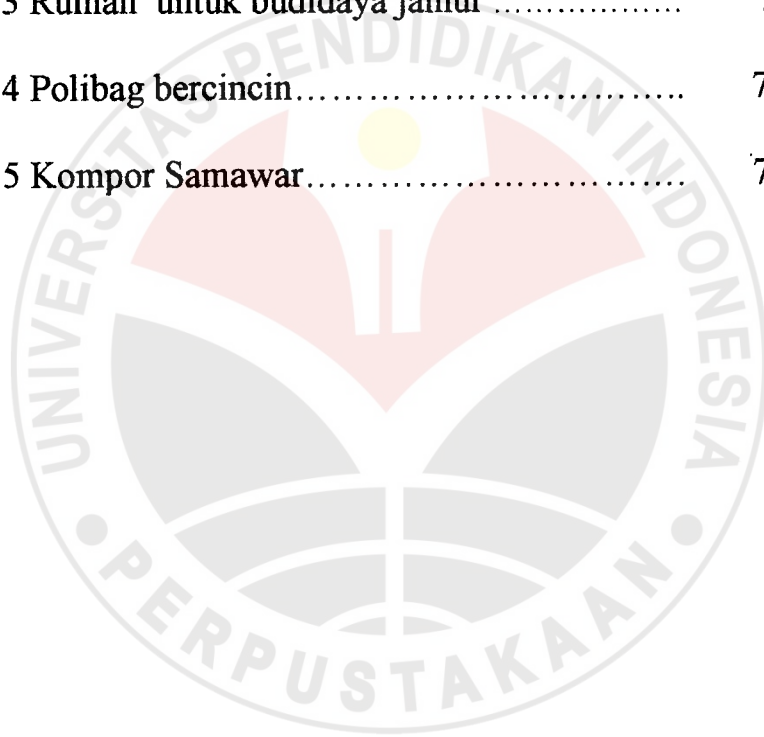 3 Rumah untuk budidaya jamur ..................
4 Polibag bercincin.................................. 7
5 Kompor Samawar................................. 7
UNIVERSITAS PENDIDIKAN INDONESIA
PERPUSTAKAAN